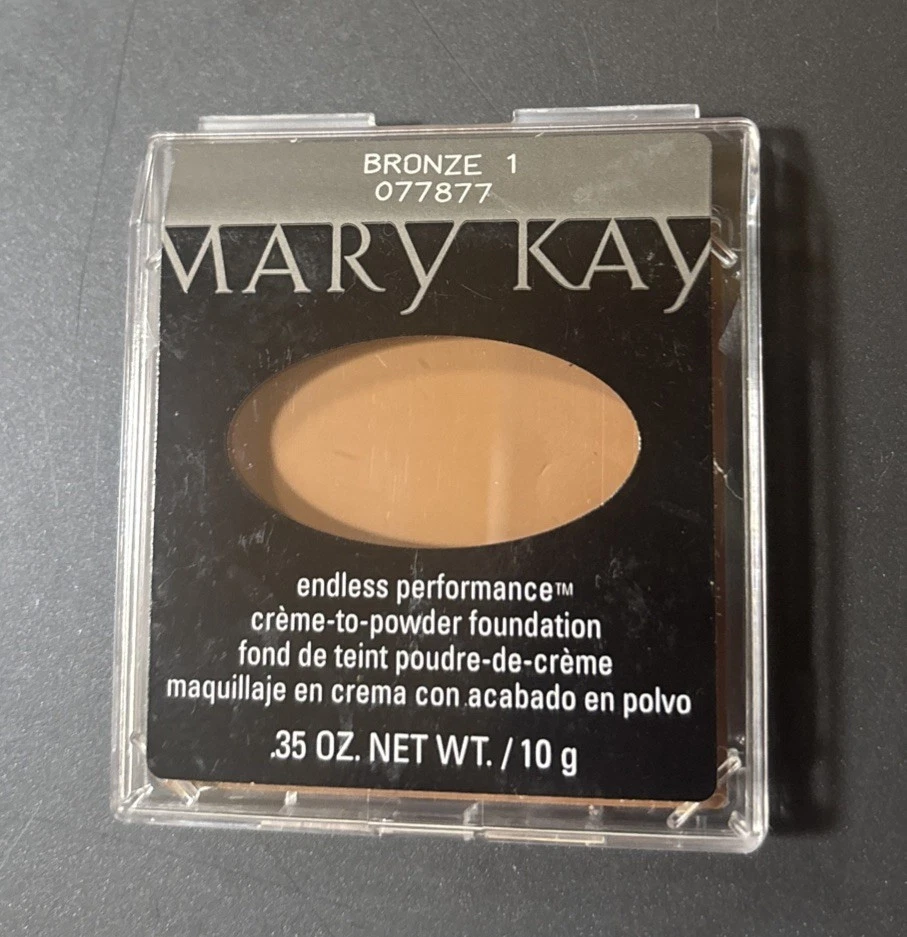 BRONZE 1
077877
MARY KAY
endless performance™
crème-to-powder foundation
fond de teint poudre-de-crème
maquillaje en crema con acabado en polvo
.35 OZ. NET WT. / 10 g